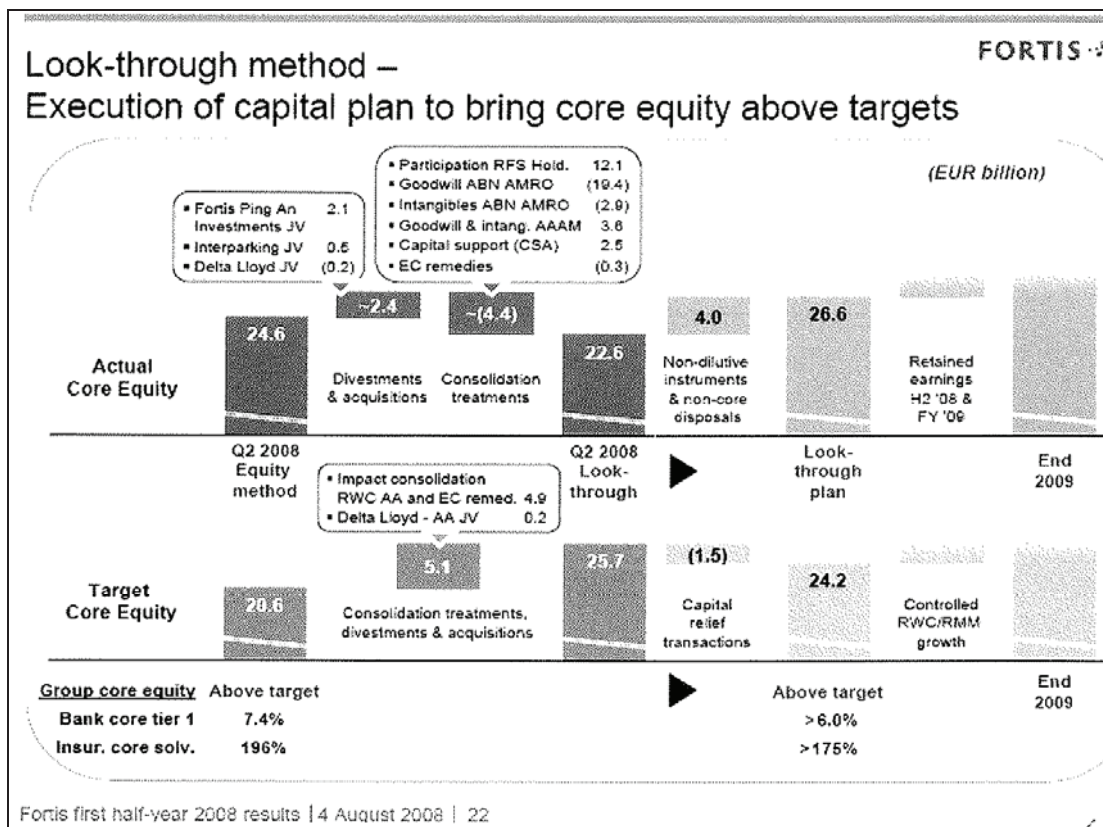 FORTIS
Look-through method –
Execution of capital plan to bring core equity above targets
(EUR billion)
▪ Fortis Ping An 2.1
Investments JV
▪ Interparking JV 0.5
▪ Delta Lloyd JV (0.2)
▪ Participation RFS Hold. 12.1
▪ Goodwill ABN AMRO (19.4)
▪ Intangibles ABN AMRO (2.9)
▪ Goodwill & intang. AAAM 3.6
▪ Capital support (CSA) 2.5
▪ EC remedies (0.3)
Actual
Core Equity
24.6
~2.4
Divestments
& acquisitions
~(4.4)
Consolidation
treatments
22.6
4.0
Non-dilutive
instruments
& non-core
disposals
26.6
Retained
earnings
H2 '08 &
FY '09
Q2 2008
Equity
method
Q2 2008
Look-
through
Look-
through
plan
End
2009
▪ Impact consolidation
RWC AA and EC remed. 4.9
▪ Delta Lloyd - AA JV 0.2
Target
Core Equity
20.6
5.1
Consolidation treatments,
divestments & acquisitions
25.7
(1.5)
Capital
relief
transactions
24.2
Controlled
RWC/RMM
growth
End
2009
Group core equity Above target Above target
Bank core tier 1 7.4% >6.0%
Insur. core solv. 196% >175%
Fortis first half-year 2008 results | 4 August 2008 | 22